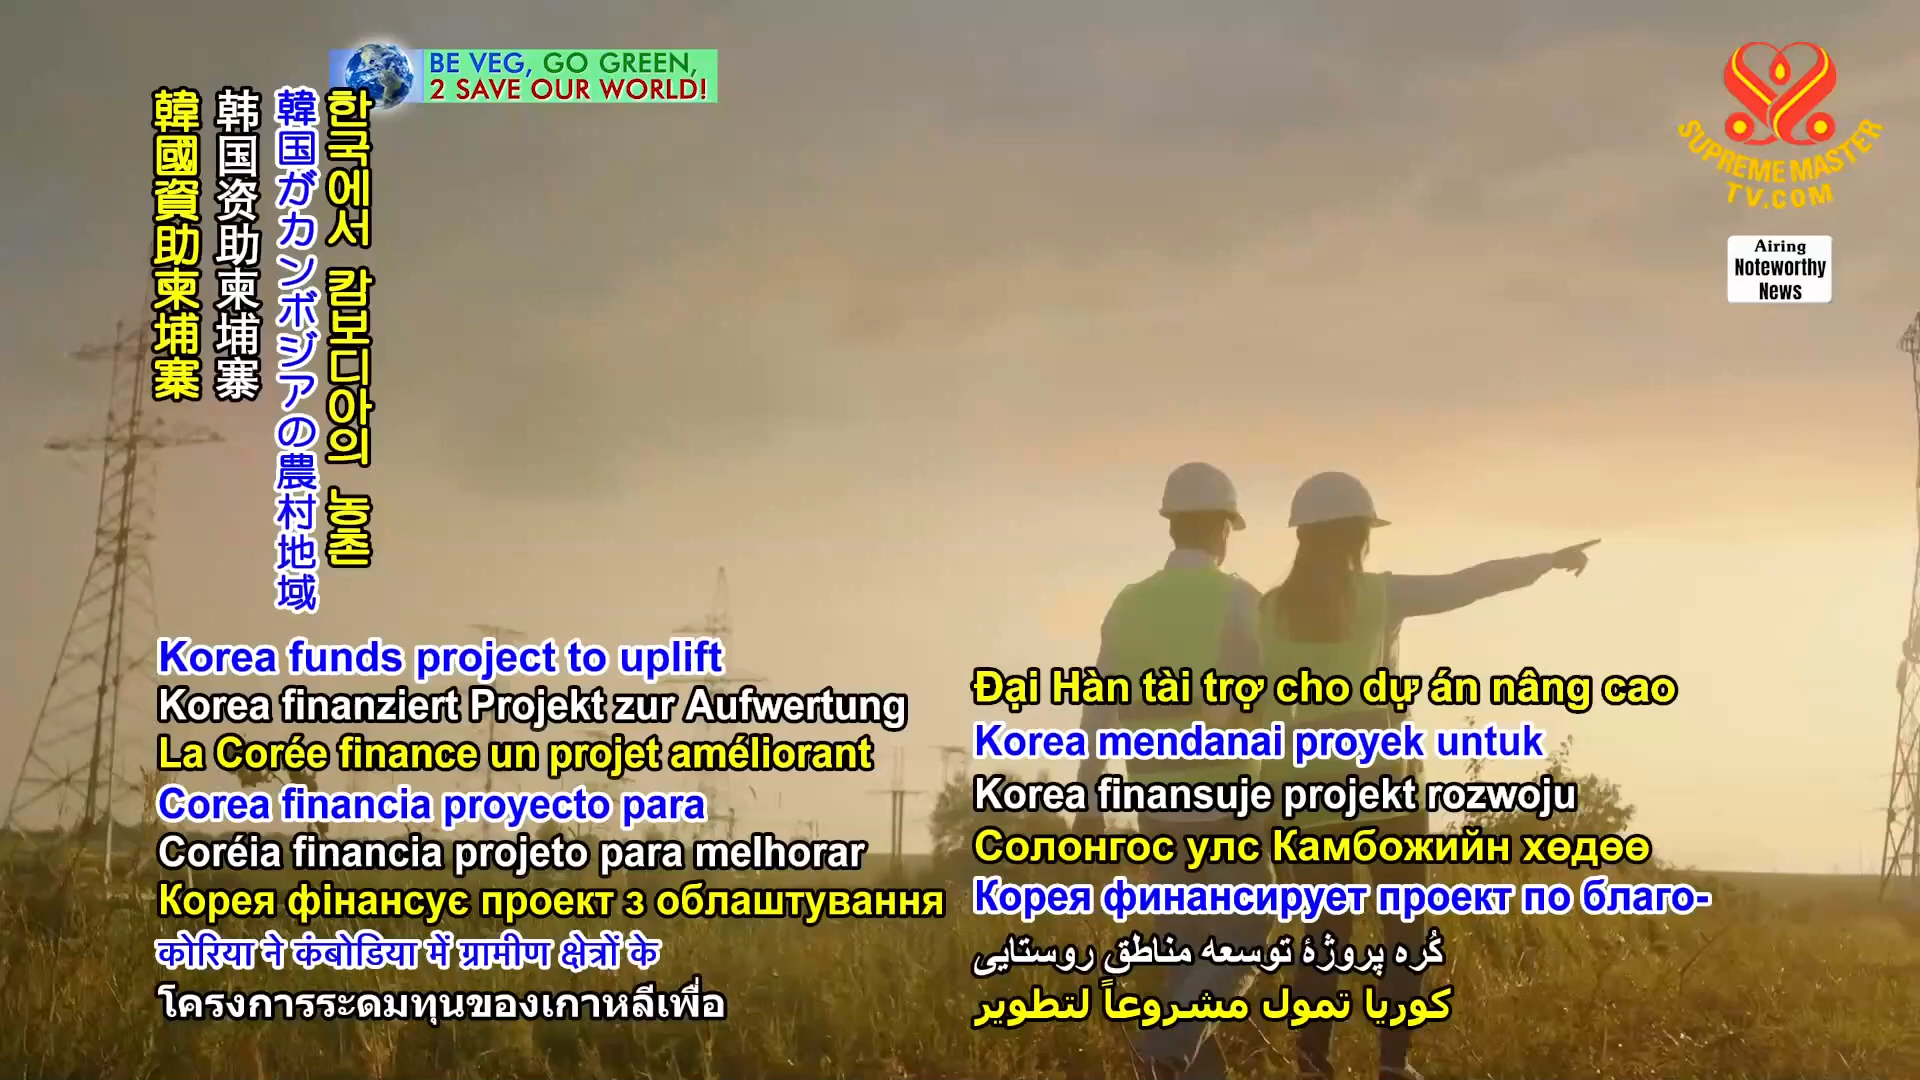 BE VEG, GO GREEN,
2 SAVE OUR WORLD!
SUPREME MASTER
TV.COM
Airing
Noteworthy
News
韓國資助柬埔寨
韩国资助柬埔寨
韓国がカンボジアの農村地域
한국에서 캄보디아의 농촌
Korea funds project to uplift
Korea finanziert Projekt zur Aufwertung
La Corée finance un projet améliorant
Corea financia proyecto para
Coréia financia projeto para melhorar
Корея фінансує проект з облаштування
कोरिया ने कंबोडिया में ग्रामीण क्षेत्रों के
โครงการระดมทุนของเกาหลีเพื่อ
Đại Hàn tài trợ cho dự án nâng cao
Korea mendanai proyek untuk
Korea finansuje projekt rozwoju
Солонгос улс Камбожийн хөдөө
Корея финансирует проект по благо-
کُره پروژهٔ توسعه مناطق روستایی
كوريا تمول مشروعاً لتطوير